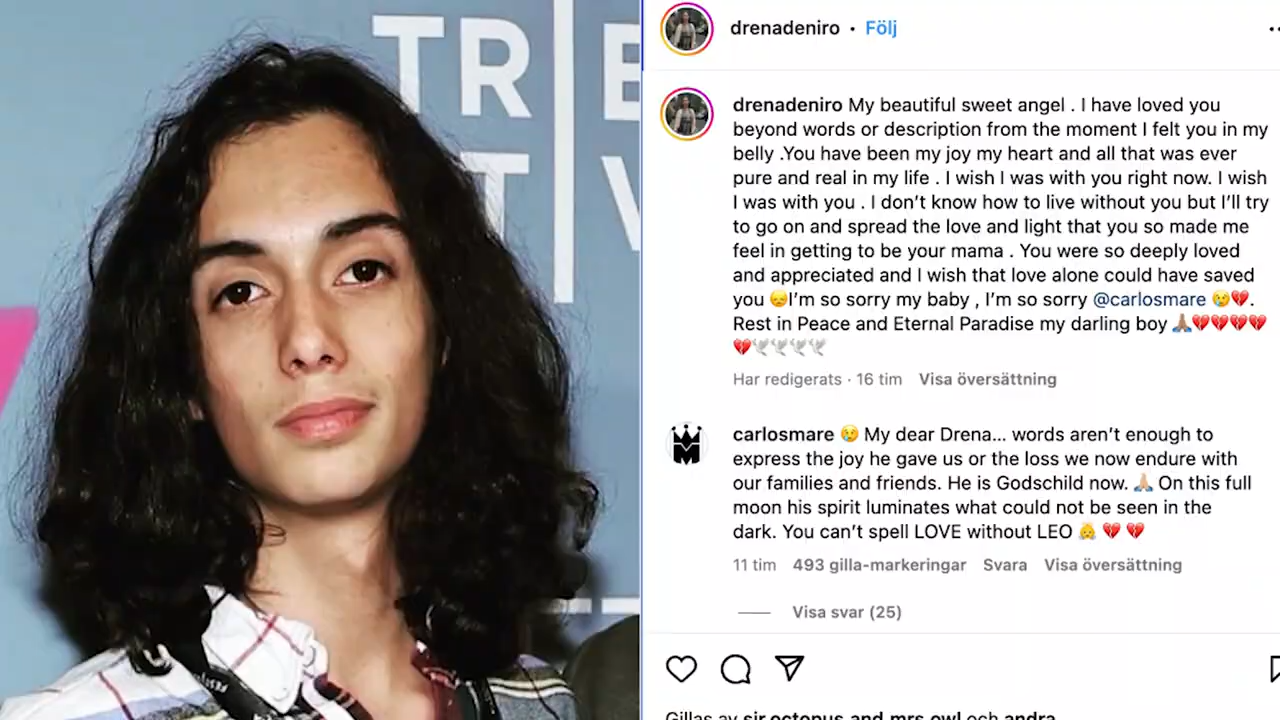 TR
E
T
V
drenadeniro • Följ
drenadeniro My beautiful sweet angel . I have loved you
beyond words or description from the moment I felt you in my
belly .You have been my joy my heart and all that was ever
pure and real in my life . I wish I was with you right now. I wish
I was with you . I don’t know how to live without you but I’ll try
to go on and spread the love and light that you so made me
feel in getting to be your mama . You were so deeply loved
and appreciated and I wish that love alone could have saved
you 😞I’m so sorry my baby , I’m so sorry @carlosmare 😢💔.
Rest in Peace and Eternal Paradise my darling boy 🙏🏽💔💔💔💔
💔🕊🕊🕊🕊
Har redigerats · 16 tim Visa översättning
carlosmare 😢 My dear Drena... words aren’t enough to
express the joy he gave us or the loss we now endure with
our families and friends. He is Godschild now. 🙏🏼 On this full
moon his spirit luminates what could not be seen in the
dark. You can’t spell LOVE without LEO 👼 💔 💔
11 tim 493 gilla-markeringar Svara Visa översättning
Visa svar (25)
Gillas av sir.octopus.and.mrs.owl och andra